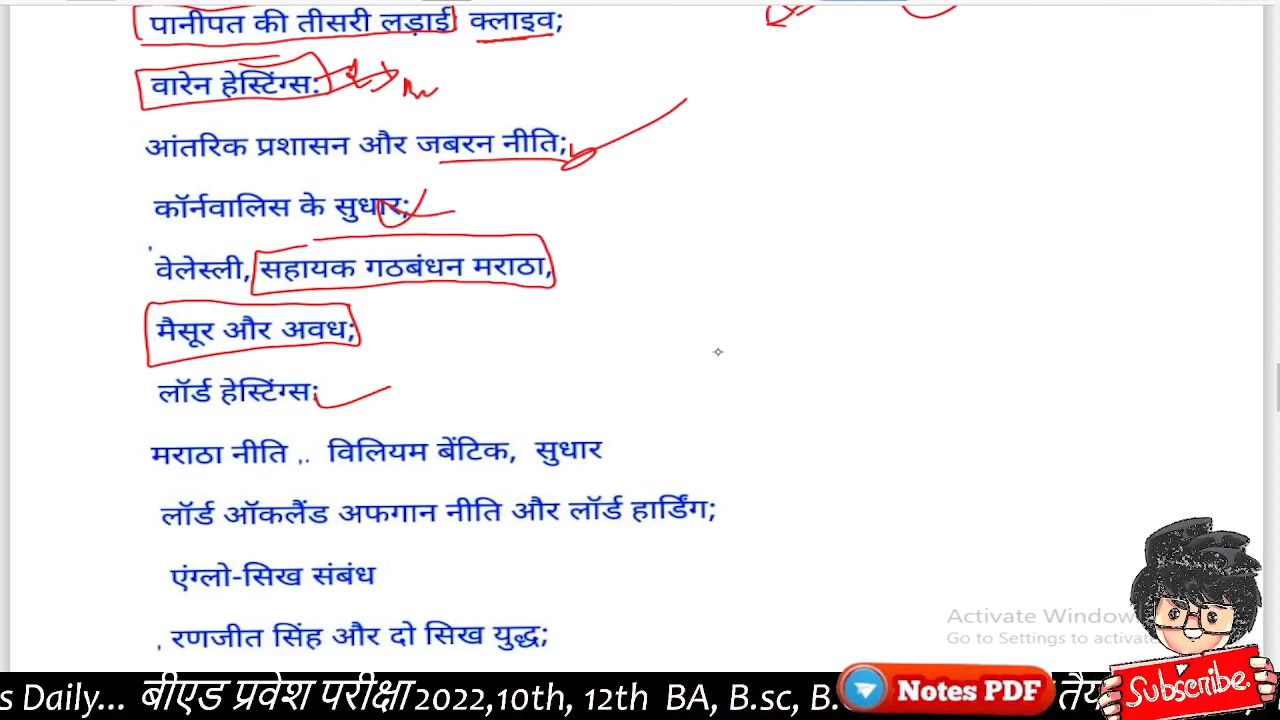 पानीपत की तीसरी लड़ाई क्लाइव;
वारेन हेस्टिंग्स:
आंतरिक प्रशासन और जबरन नीति;
कॉर्नवालिस के सुधार;
वेलेस्ली, सहायक गठबंधन मराठा,
मैसूर और अवध;
लॉर्ड हेस्टिंग्स:
मराठा नीति ,. विलियम बेंटिक, सुधार
लॉर्ड ऑकलैंड अफगान नीति और लॉर्ड हार्डिंग;
एंग्लो-सिख संबंध
, रणजीत सिंह और दो सिख युद्ध;
Activate Window
Go to Settings to activate
s Daily... बीएड प्रवेश परीक्षा 2022,10th, 12th BA, B.sc, B.
Notes PDF
Subscribe.